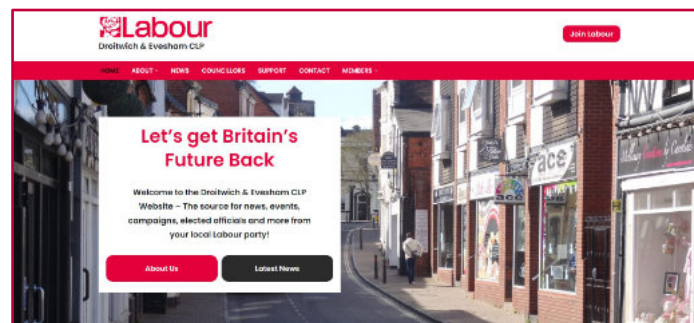 Labour
Droitwich & Evesham CLP
Join Labour
HOME ABOUT NEWS COUNCILLORS SUPPORT CONTACT MEMBERS
Let's get Britain's
Future Back
Welcome to the Droitwich & Evesham CLP
Website – The source for news, events,
campaigns, elected officials and more from
your local Labour party!
About Us
Latest News
ace